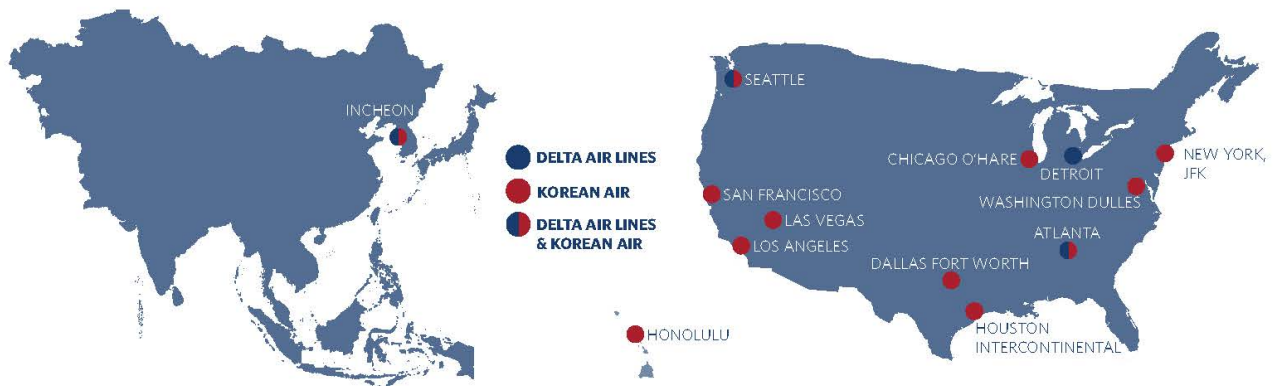 INCHEON
DELTA AIR LINES
KOREAN AIR
DELTA AIR LINES
& KOREAN AIR
SEATTLE
CHICAGO O'HARE
DETROIT
NEW YORK,
JFK
SAN FRANCISCO
WASHINGTON DULLES
LAS VEGAS
ATLANTA
LOS ANGELES
DALLAS FORT WORTH
HONOLULU
HOUSTON
INTERCONTINENTAL